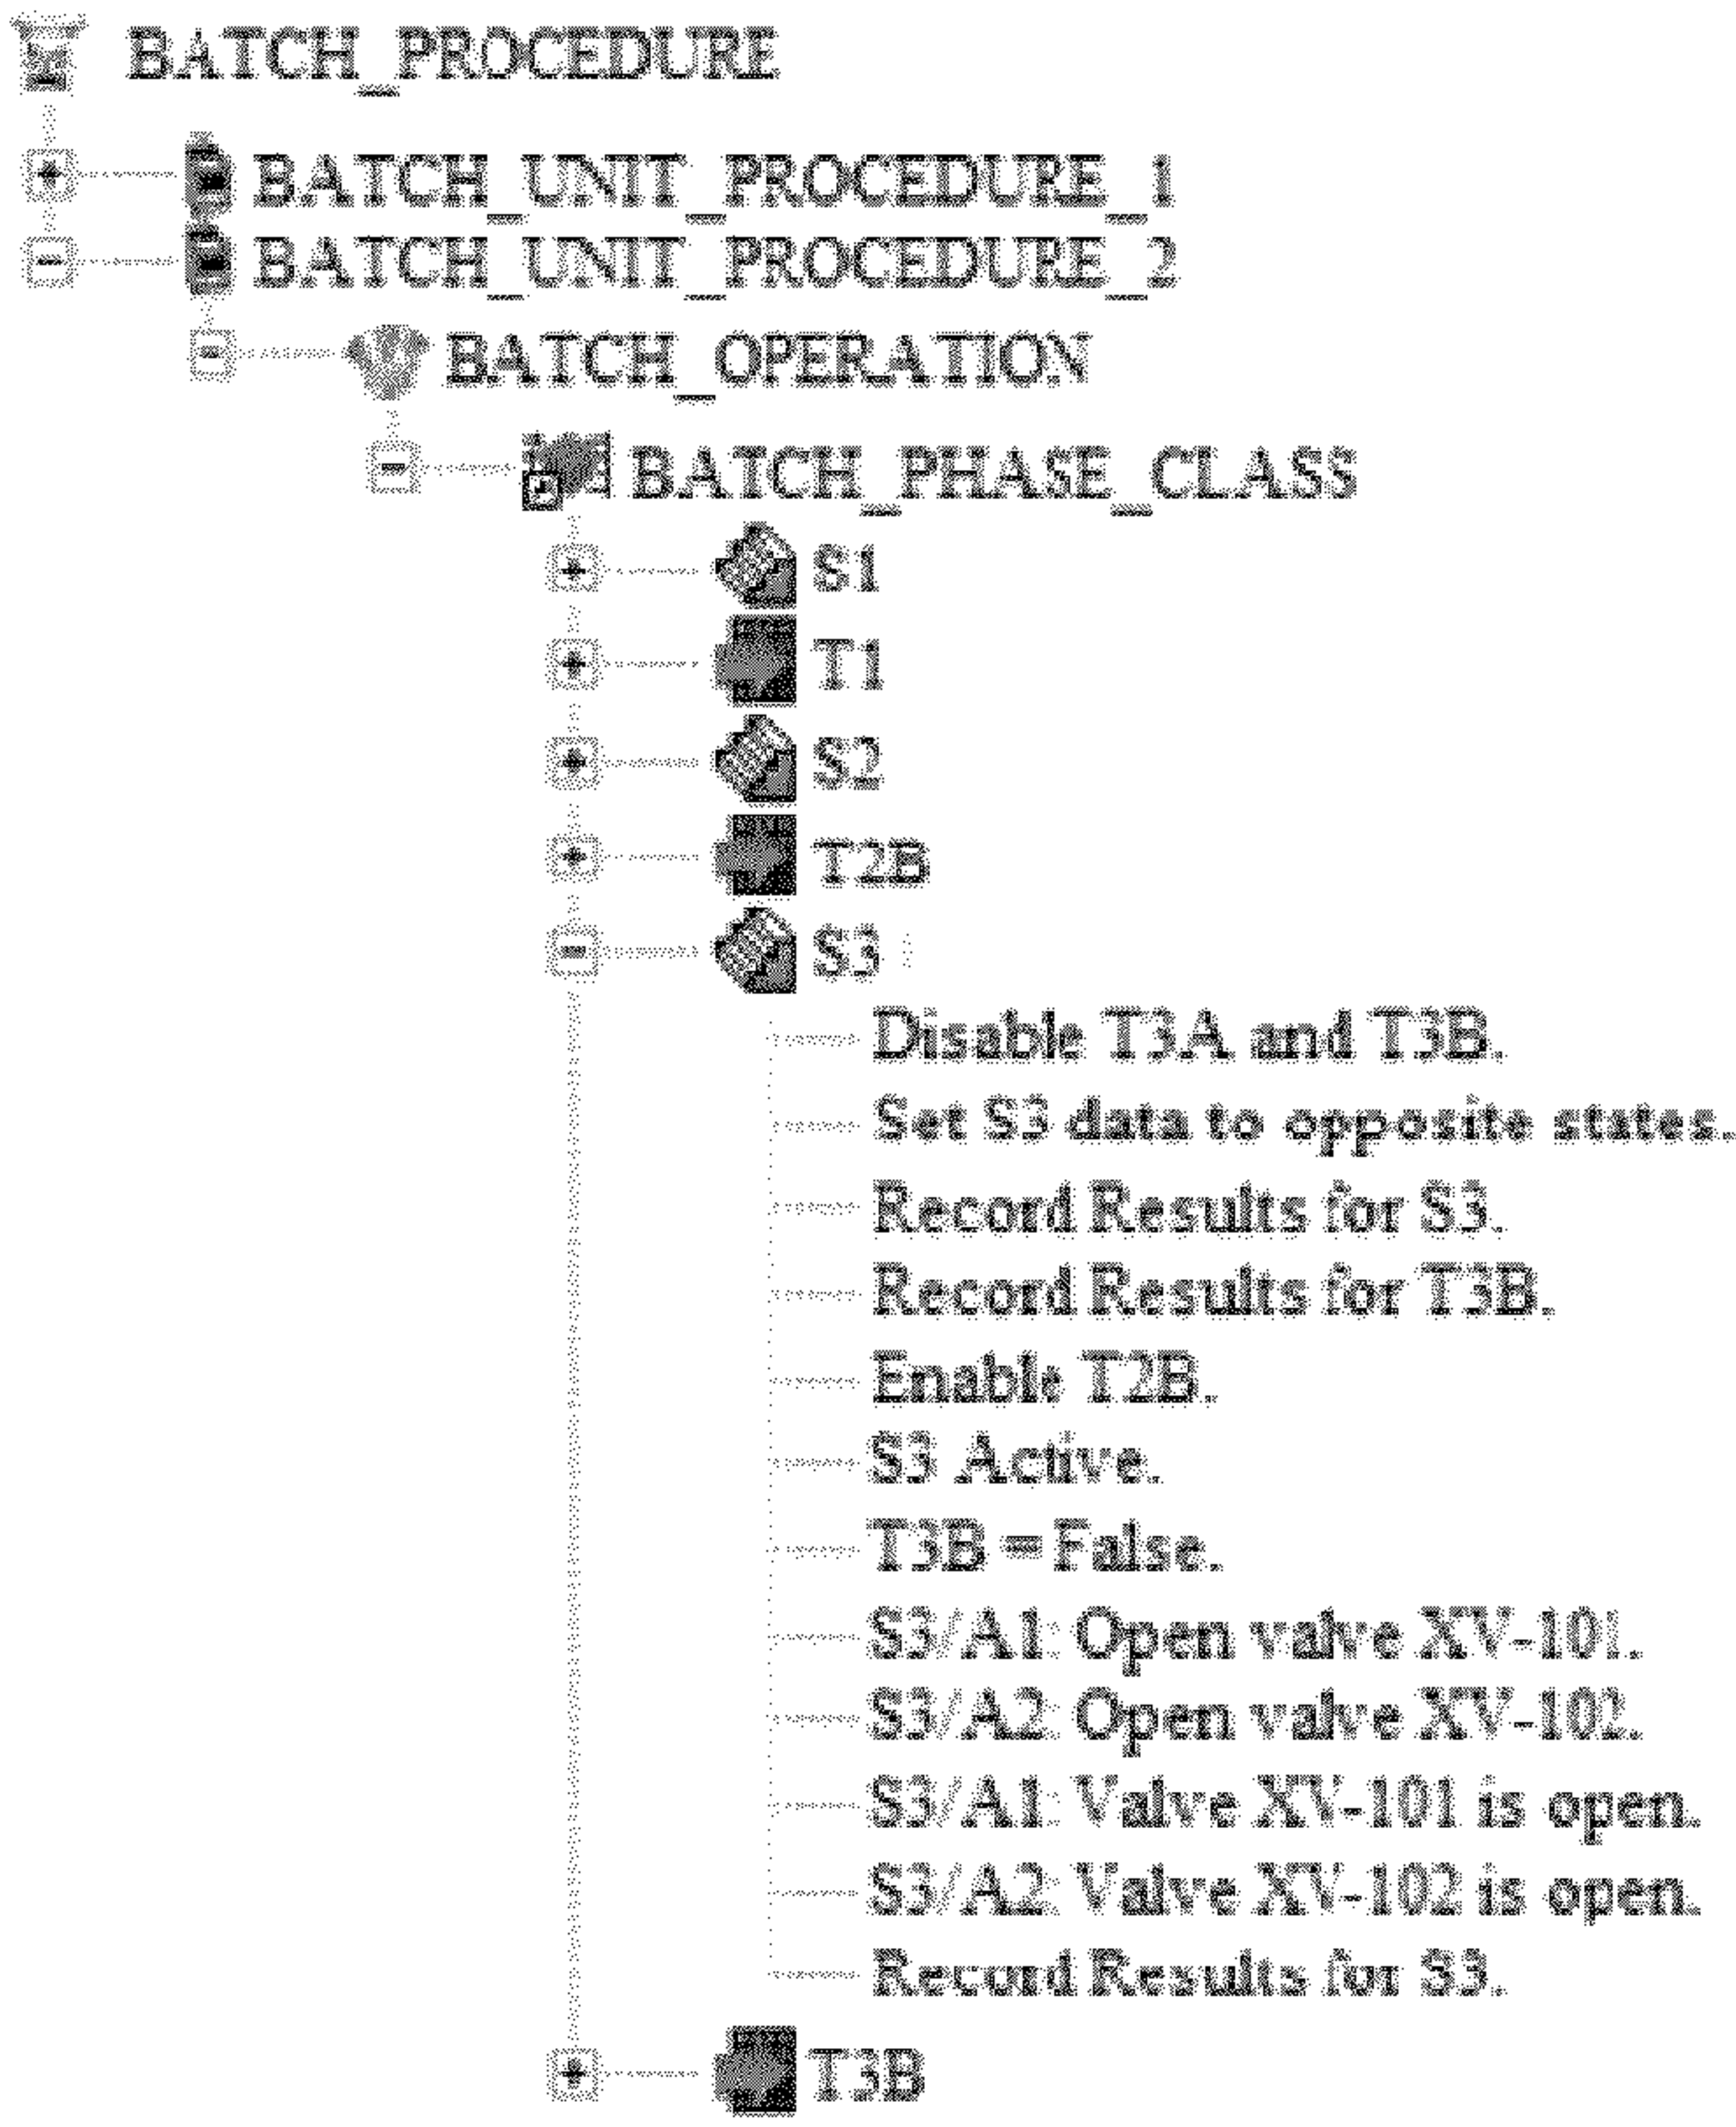 BATCH_PROCEDURE
BATCH_UNIT_PROCEDURE_1
BATCH_UNIT_PROCEDURE_2
BATCH_OPERATION
BATCH_PHASE_CLASS
S1
T1
S2
T2B
S3
Disable T3A and T3B.
Set S3 data to opposite states.
Record Results for S3.
Record Results for T3B.
Enable T2B.
S3 Active.
T3B = False.
S3/A1: Open valve XV-101.
S3/A2: Open valve XV-102.
S3/A1: Valve XV-101 is open.
S3/A2: Valve XV-102 is open.
Record Results for S3.
T3B